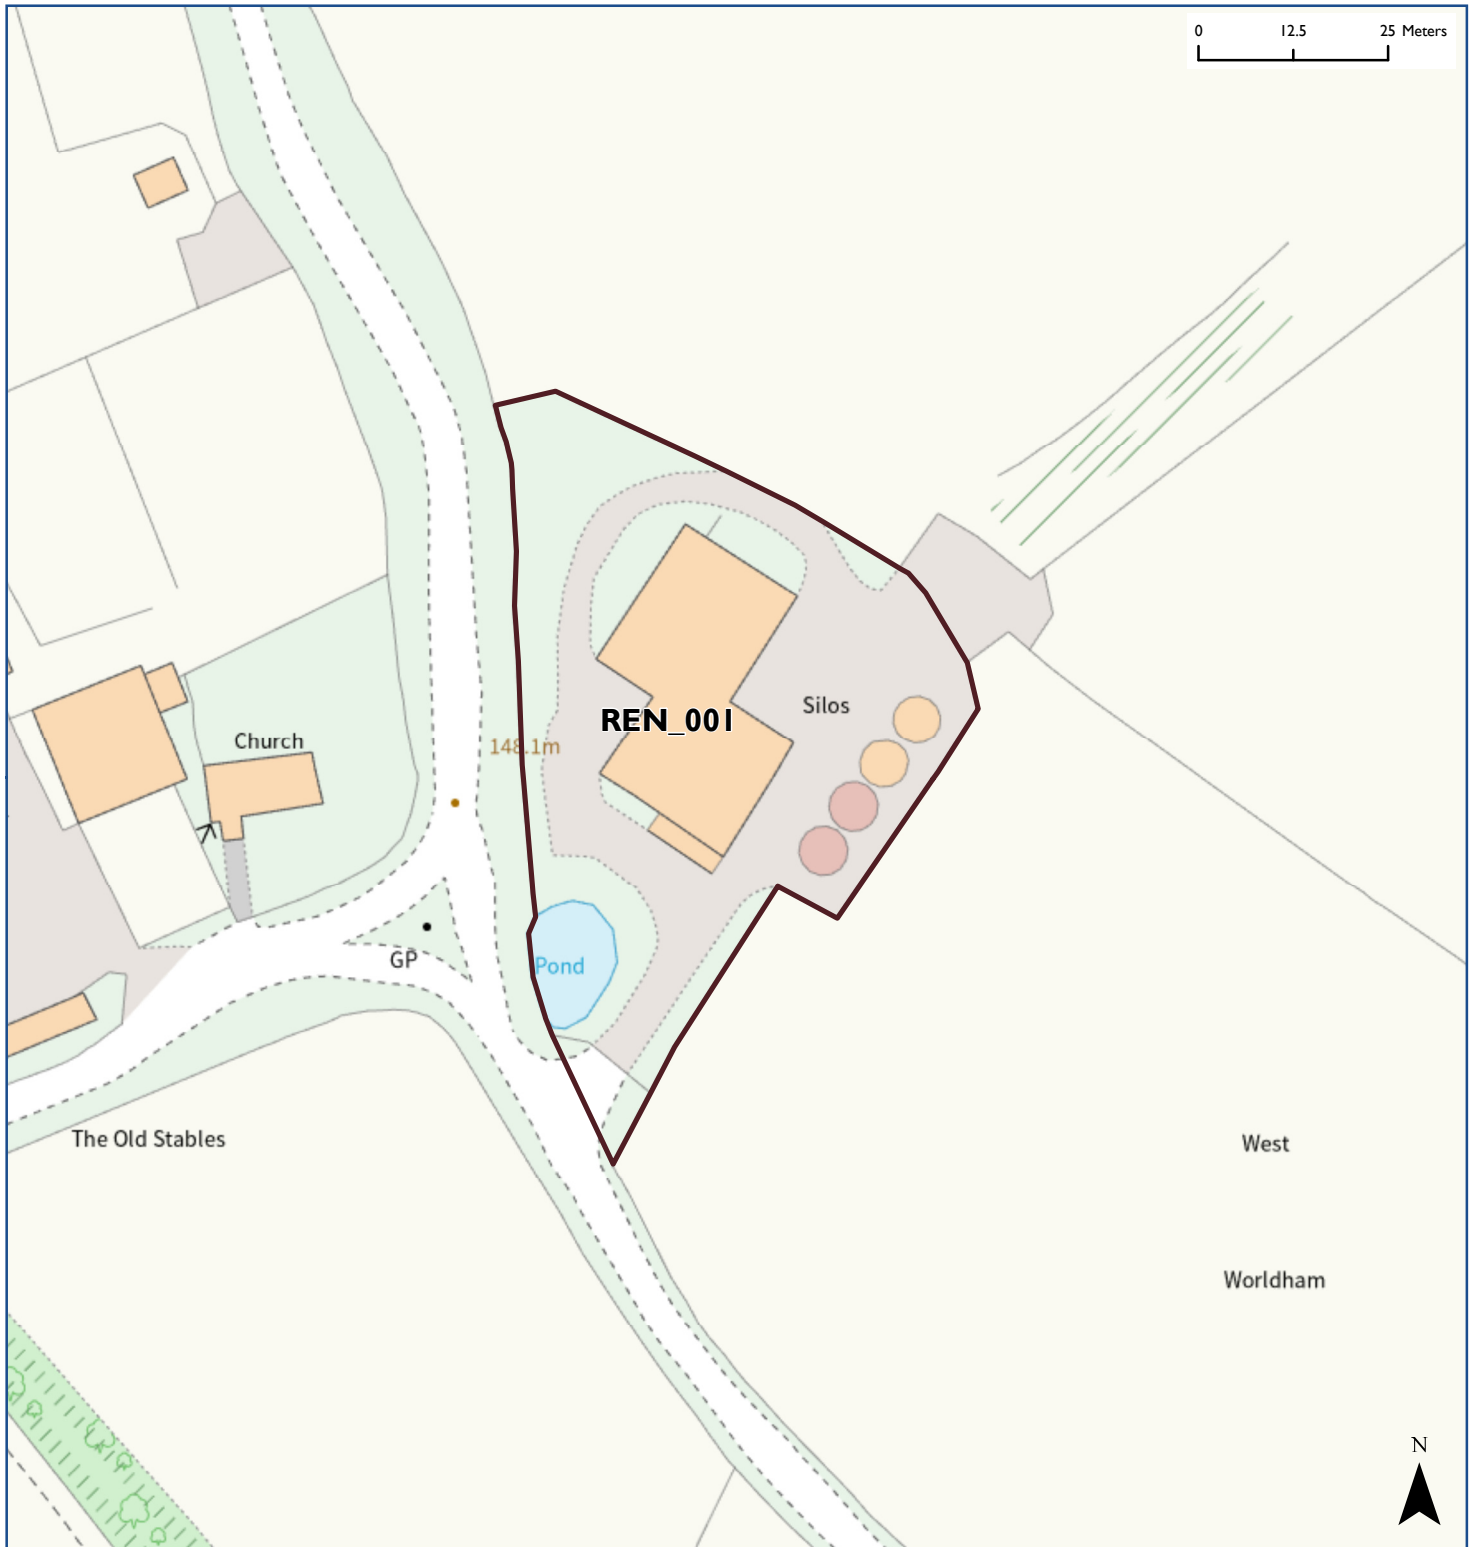 0 12.5 25 Meters
Silos
REN_001
Church
148.1m
GP
Pond
The Old Stables
West
Worldham
N